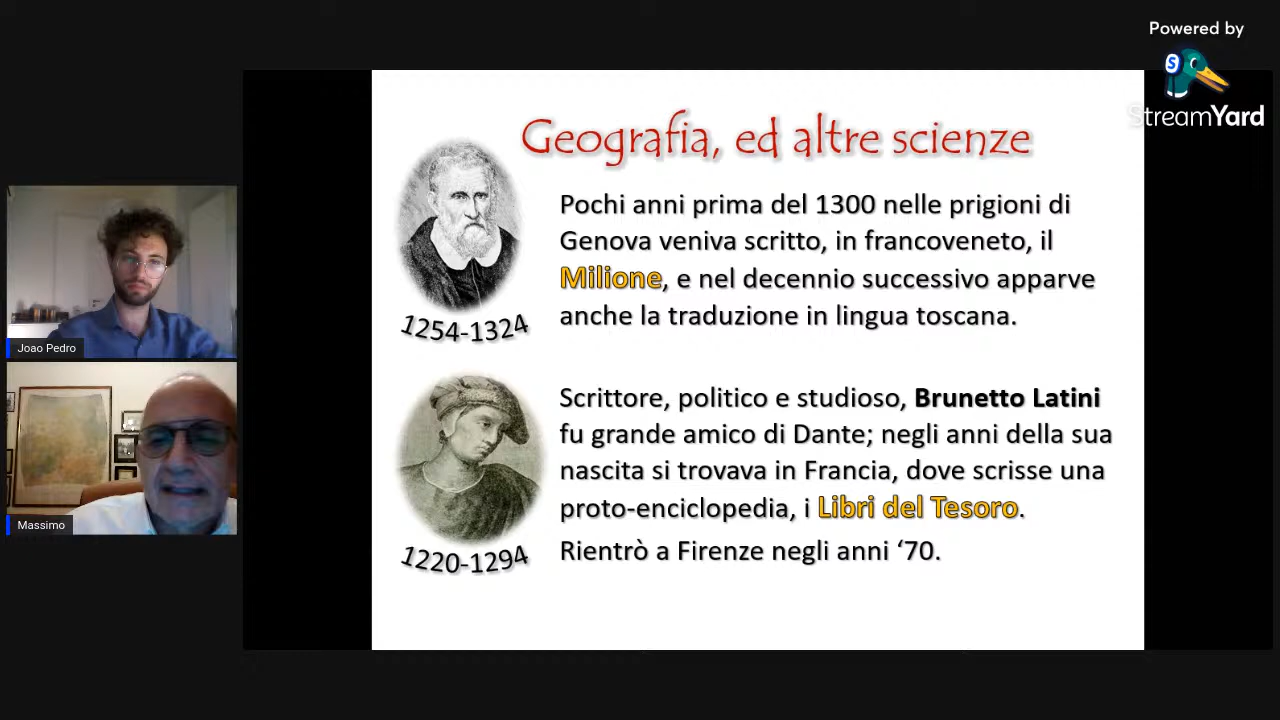 Powered by
StreamYard
Geografia, ed altre scienze
Pochi anni prima del 1300 nelle prigioni di
Genova veniva scritto, in francoveneto, il
Milione, e nel decennio successivo apparve
anche la traduzione in lingua toscana.
1254-1324
Joao Pedro
Scrittore, politico e studioso, Brunetto Latini
fu grande amico di Dante; negli anni della sua
nascita si trovava in Francia, dove scrisse una
proto-enciclopedia, i Libri del Tesoro.
Rientrò a Firenze negli anni ‘70.
1220-1294
Massimo